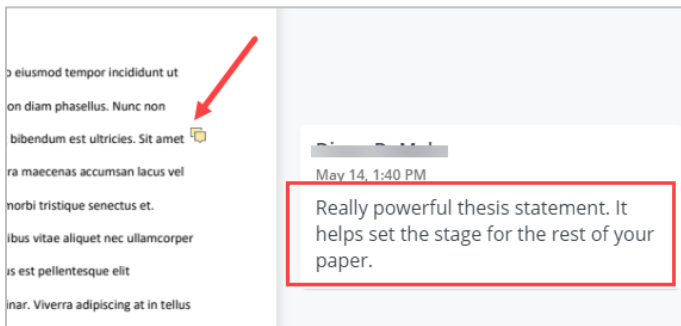 o eiusmod tempor incididunt ut
on diam phasellus. Nunc non
bibendum est ultricies. Sit amet
ra maecenas accumsan lacus vel
morbi tristique senectus et.
ibus vitae aliquet nec ullamcorper
us est pellentesque elit
inar. Viverra adipiscing at in tellus
May 14, 1:40 PM
Really powerful thesis statement. It
helps set the stage for the rest of your
paper.